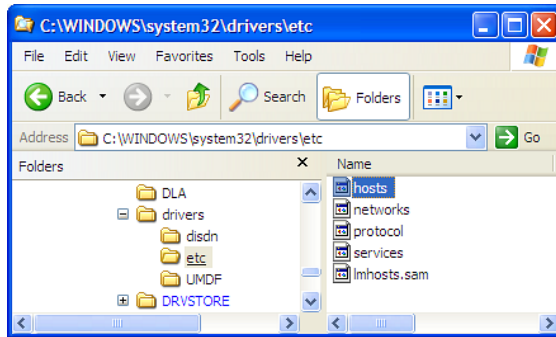 C:\WINDOWS\system32\drivers\etc
File Edit View Favorites Tools Help
Back Search Folders
Address C:\WINDOWS\system32\drivers\etc Go
Folders Name
DLA hosts
drivers networks
disdn protocol
etc services
UMDF lmhosts.sam
DRVSTORE